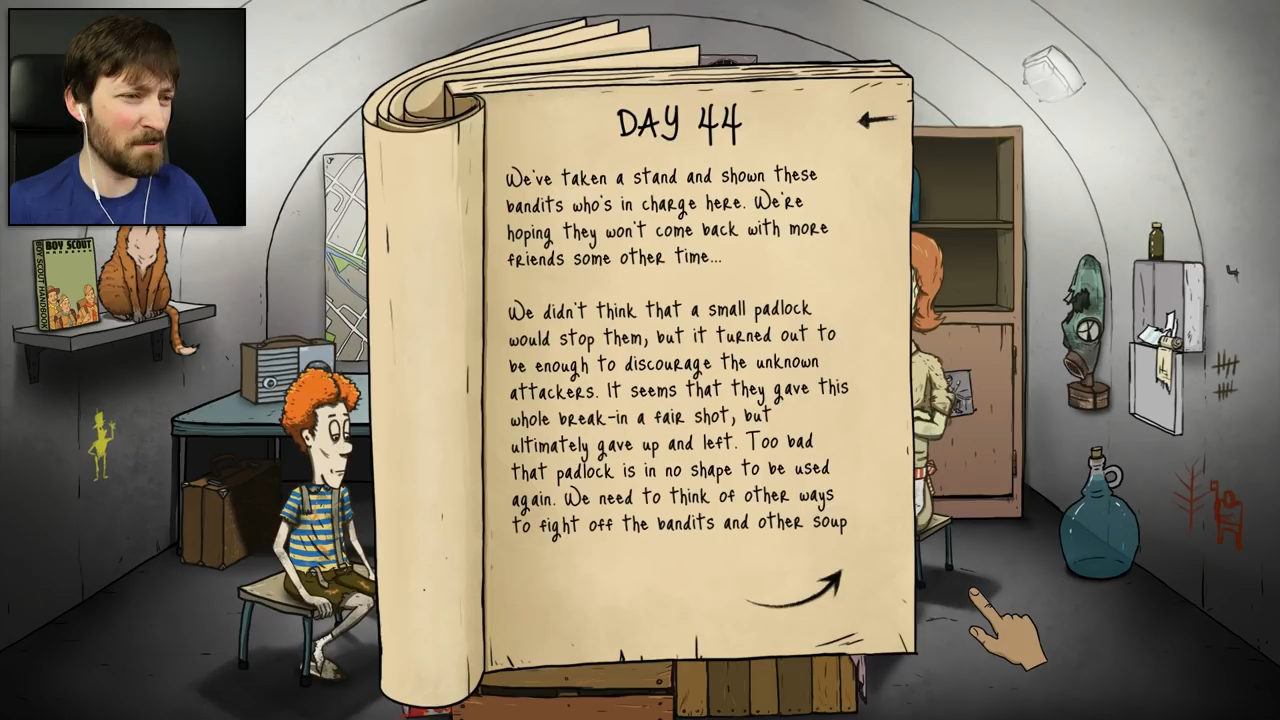 DAY 44
We've taken a stand and shown these
bandits who's in charge here. We're
hoping they won't come back with more
friends some other time...
We didn't think that a small padlock
would stop them, but it turned out to
be enough to discourage the unknown
attackers. It seems that they gave this
whole break-in a fair shot, but
ultimately gave up and left. Too bad
that padlock is in no shape to be used
again. We need to think of other ways
to fight off the bandits and other soup
BOY SCOUT
BOY SCOUT HANDBOOK